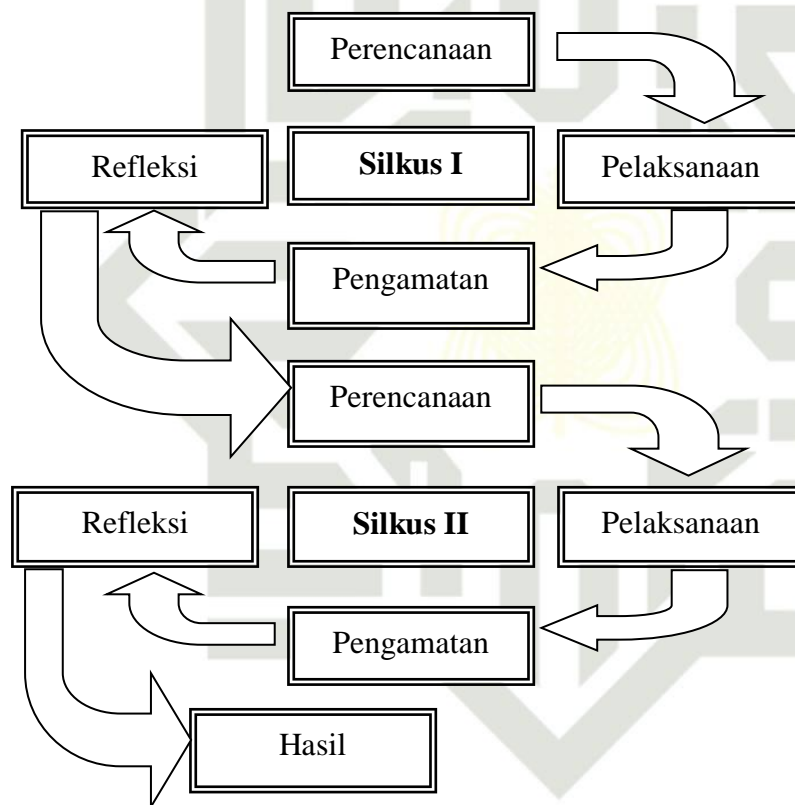 Perencanaan
Refleksi
Silkus I
Pelaksanaan
Pengamatan
Perencanaan
Refleksi
Silkus II
Pelaksanaan
Pengamatan
Hasil